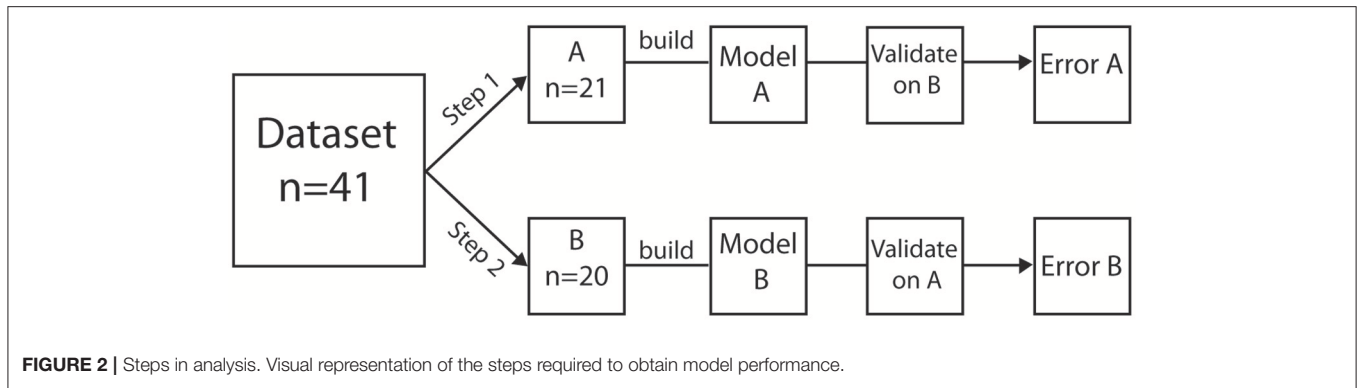 Dataset
n=41
Step 1
A
n=21
build
Model
A
Validate
on B
Error A
Step 2
B
n=20
build
Model
B
Validate
on A
Error B
FIGURE 2 | Steps in analysis. Visual representation of the steps required to obtain model performance.